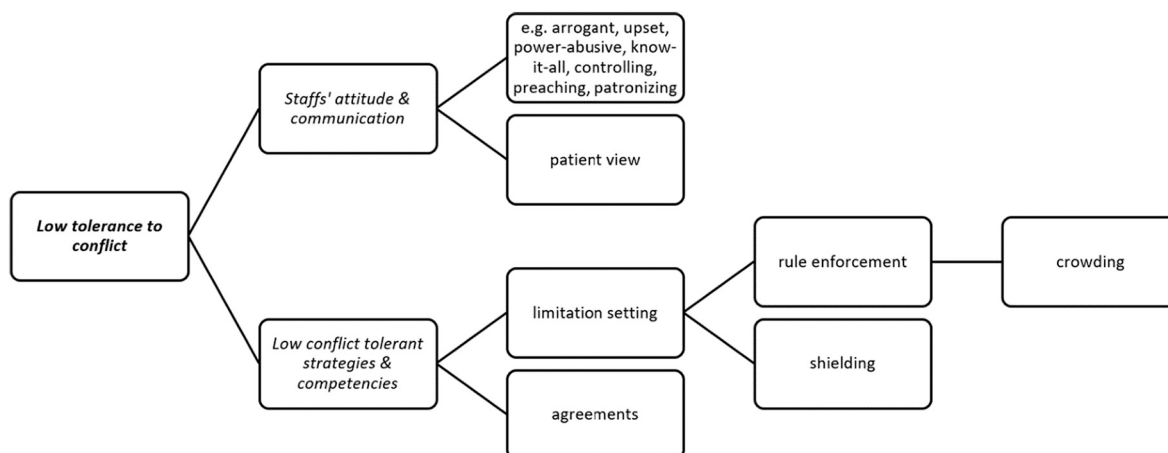 e.g. arrogant, upset,
power-abusive, know-
it-all, controlling,
preaching, patronizing
Staffs' attitude &
communication
patient view
Low tolerance to
conflict
rule enforcement
crowding
limitation setting
Low conflict tolerant
strategies &
competencies
shielding
agreements